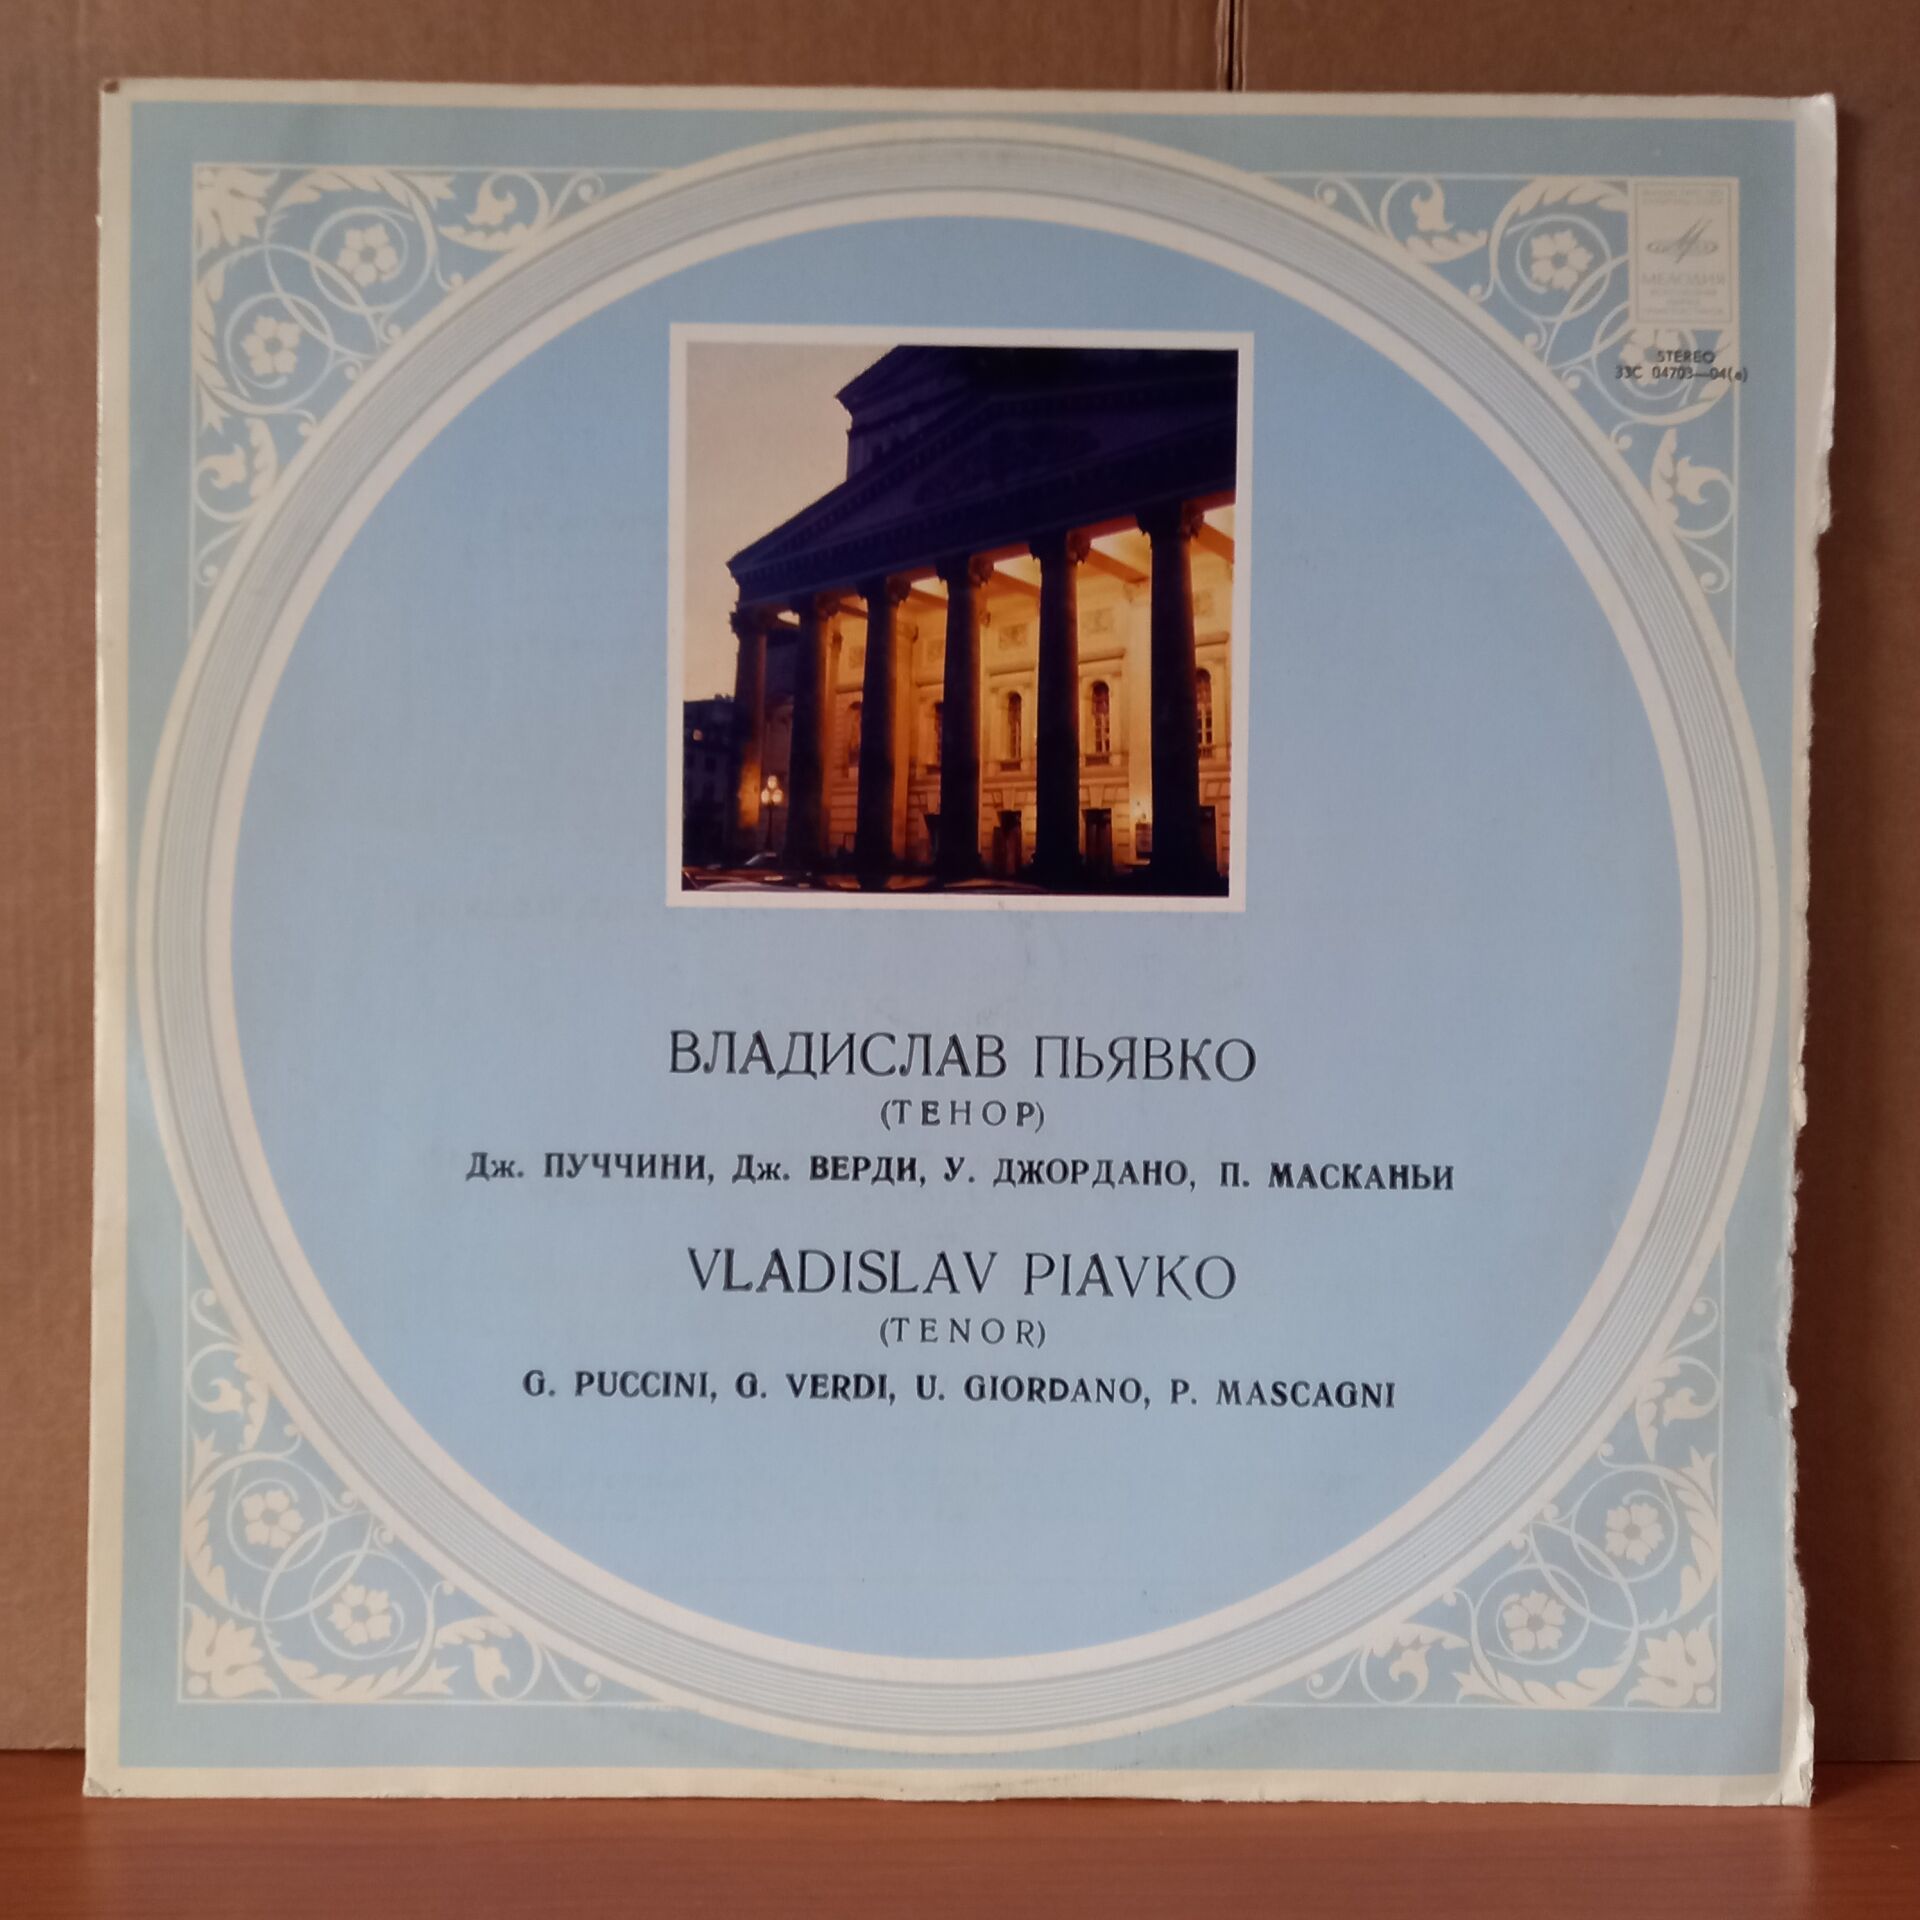 МЕЛОДИЯ
STEREO
33С 04703—04(а)
ВЛАДИСЛАВ ПЬЯВКО
(ТЕНОР)
Дж. ПУЧЧИНИ, Дж. ВЕРДИ, У. ДЖОРДАНО, П. МАСКАНЬИ
VLADISLAV PIAVKO
(TENOR)
G. PUCCINI, G. VERDI, U. GIORDANO, P. MASCAGNI